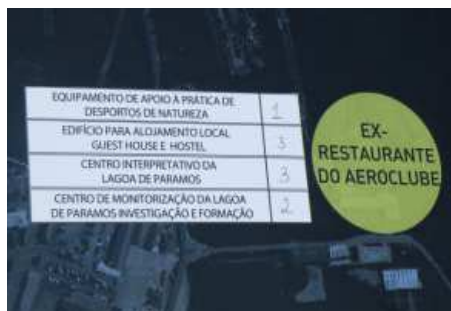 EQUIPAMENTO DE APOIO À PRÁTICA DE
DESPORTOS DE NATUREZA
1
EDIFÍCIO PARA ALOJAMENTO LOCAL
GUEST HOUSE E HOSTEL
3
CENTRO INTERPRETATIVO DA
LAGOA DE PARAMOS
3
CENTRO DE MONITORIZAÇÃO DA LAGOA
DE PARAMOS INVESTIGAÇÃO E FORMAÇÃO
2
EX-
RESTAURANTE
DO AEROCLUBE